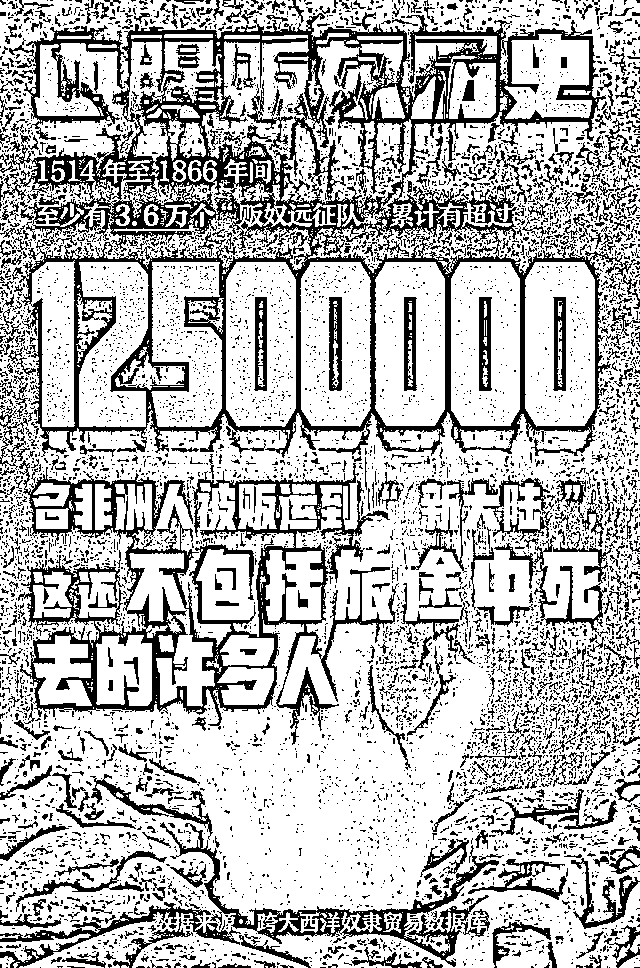 血腥贩奴历史
1514年至1866年间
至少有3.6万个“贩奴远征队”,累计有超过
12500000
名非洲人被贩运到“新大陆”,
这还不包括旅途中死
去的许多人
数据来源:跨大西洋奴隶贸易数据库